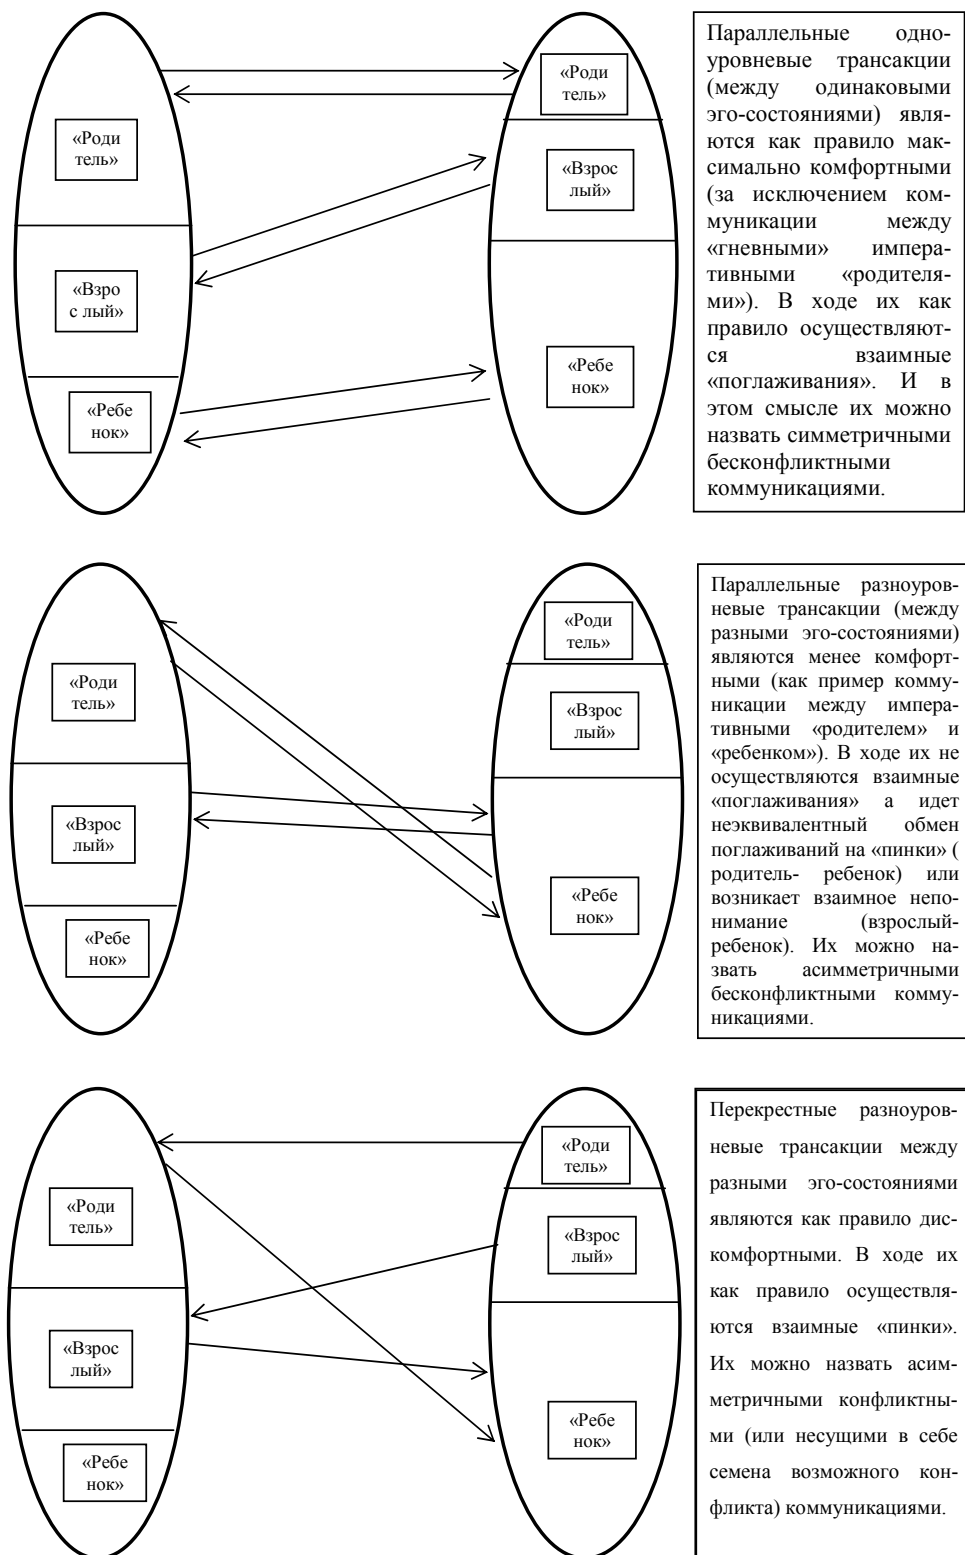 «Роди
тель»
«Взро
с лый»
«Ребе
нок»
«Роди
тель»
«Взрос
лый»
«Ребе
нок»
Параллельные одно-
уровневые трансакции
(между одинаковыми
эго-состояниями) явля-
ются как правило мак-
симально комфортными
(за исключением ком-
муникации между
«гневными» импера-
тивными «родителя-
ми»). В ходе их как
правило осуществляют-
ся взаимные
«поглаживания». И в
этом смысле их можно
назвать симметричными
бесконфликтными
коммуникациями.
«Роди
тель»
«Взрос
лый»
«Ребе
нок»
«Роди
тель»
«Взрос
лый»
«Ребе
нок»
Параллельные разноуров-
невые трансакции (между
разными эго-состояниями)
являются менее комфорт-
ными (как пример комму-
никации между импера-
тивными «родителем» и
«ребенком»). В ходе их не
осуществляются взаимные
«поглаживания» а идет
неэквивалентный обмен
поглаживаний на «пинки» (
родитель- ребенок) или
возникает взаимное непо-
нимание (взрослый-
ребенок). Их можно на-
звать асимметричными
бесконфликтными комму-
никациями.
«Роди
тель»
«Взрос
лый»
«Ребе
нок»
«Роди
тель»
«Взрос
лый»
«Ребе
нок»
Перекрестные разноуров-
невые трансакции между
разными эго-состояниями
являются как правило дис-
комфортными. В ходе их
как правило осуществля-
ются взаимные «пинки».
Их можно назвать асим-
метричными конфликтны-
ми (или несущими в себе
семена возможного кон-
фликта) коммуникациями.